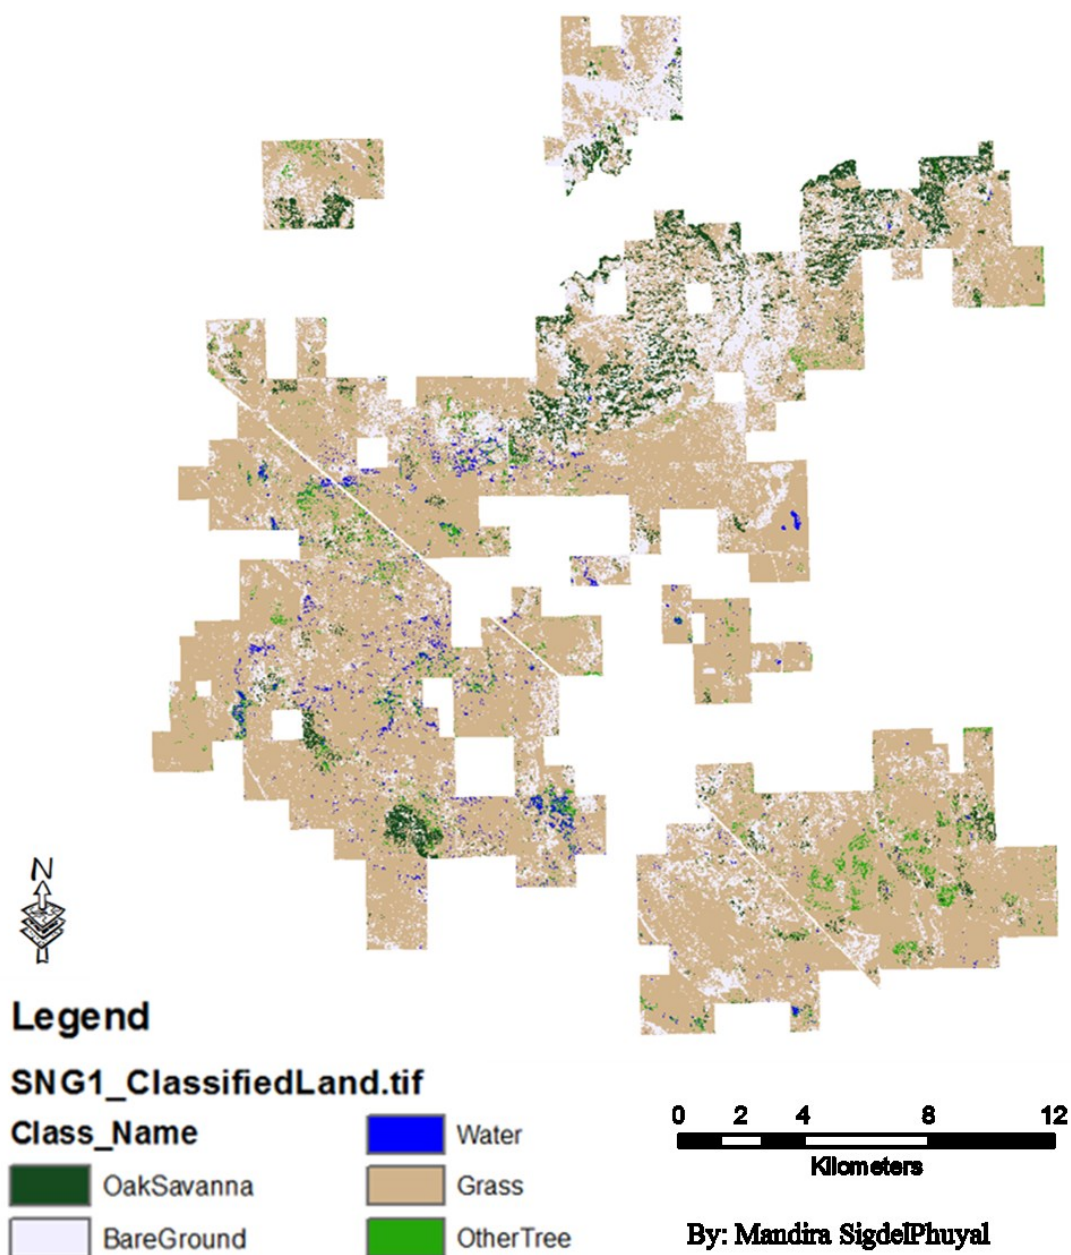 N
Legend
SNG1_ClassifiedLand.tif
Class_Name
Water
OakSavanna
Grass
BareGround
OtherTree
0 2 4 8 12
Kilometers
By: Mandira SigdelPhuyal